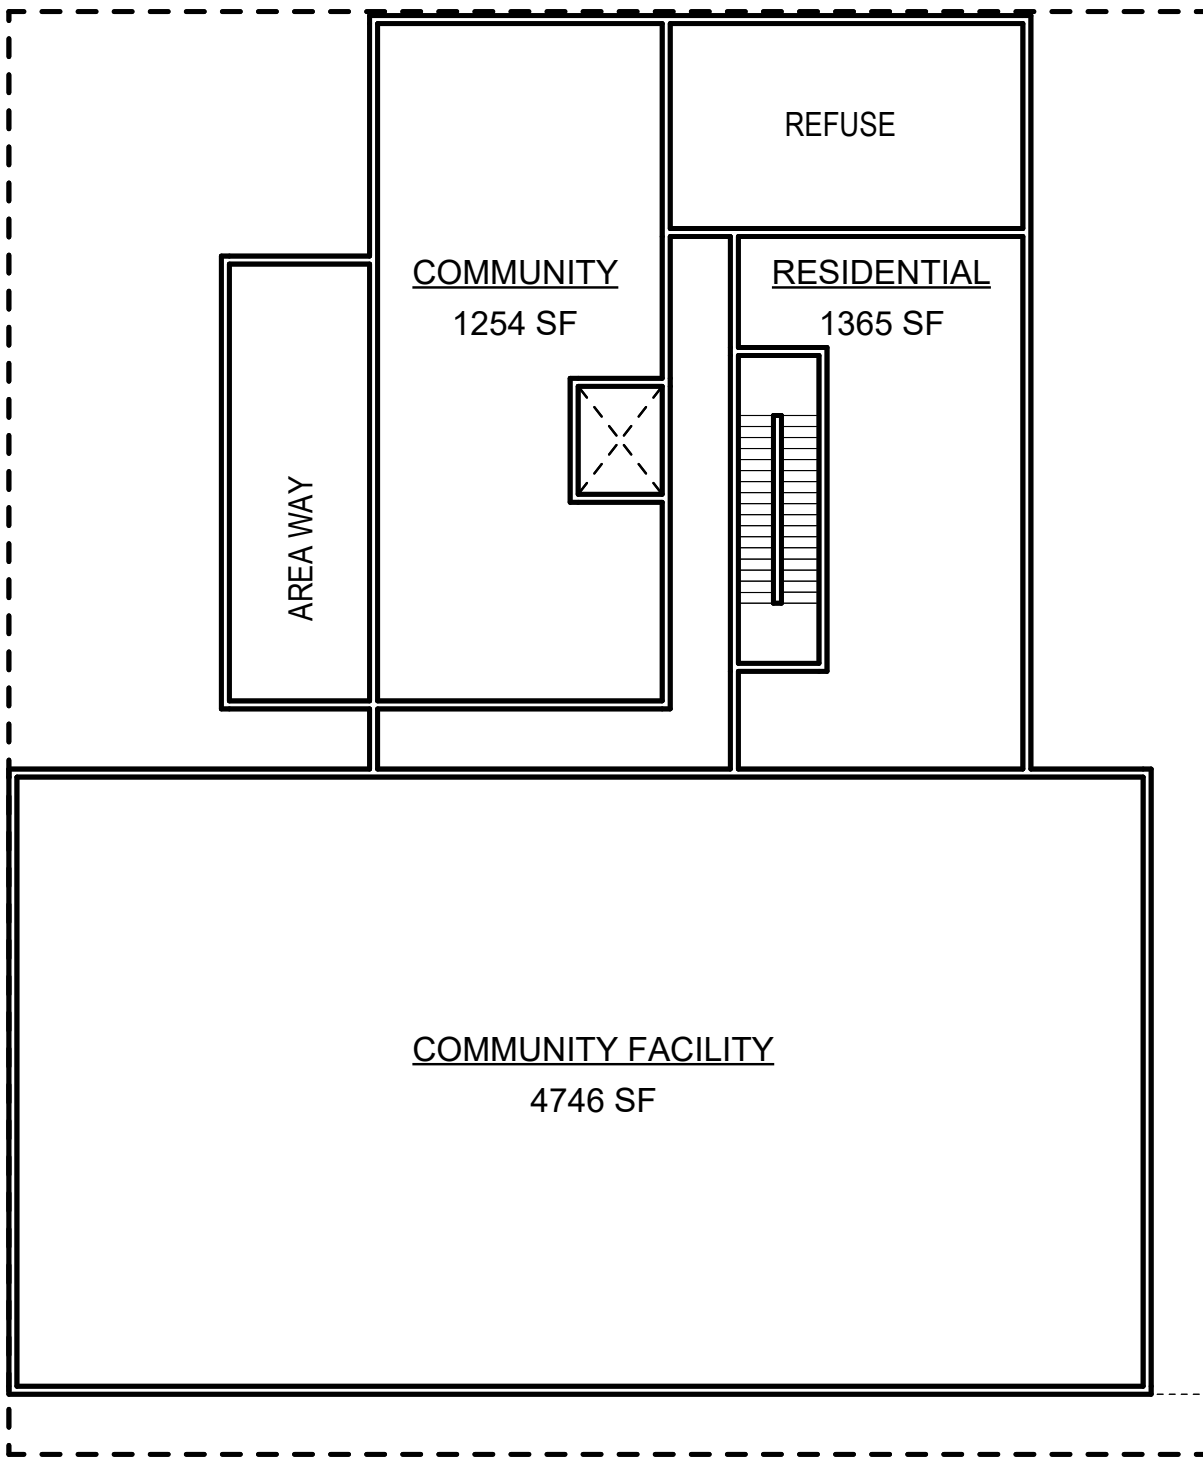 REFUSE
COMMUNITY
1254 SF
RESIDENTIAL
1365 SF
AREA WAY
COMMUNITY FACILITY
4746 SF